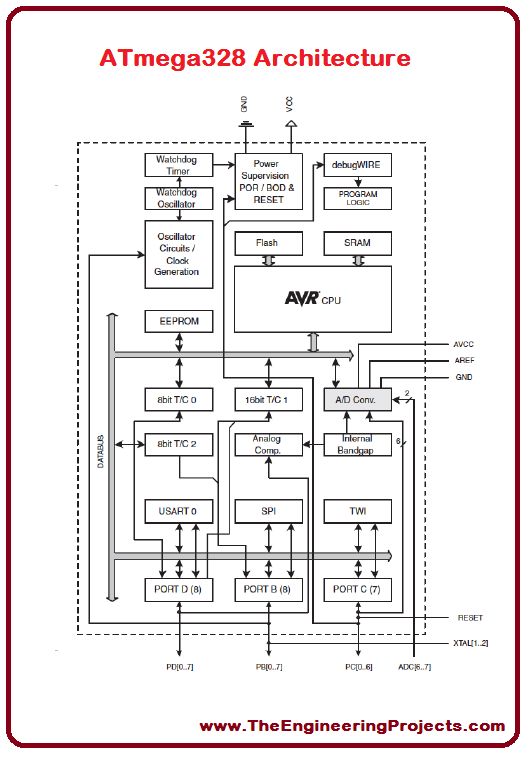 ATmega328 Architecture
GND
VCC
Watchdog
Timer
Power
Supervision
POR / BOD &
RESET
debugWIRE
Watchdog
Oscillator
PROGRAM
LOGIC
Oscillator
Circuits /
Clock
Generation
Flash
SRAM
AVR® CPU
EEPROM
AVCC
AREF
GND
8bit T/C 0
16bit T/C 1
A/D Conv.
2
8bit T/C 2
Analog
Comp.
Internal
Bandgap
6
DATABUS
USART 0
SPI
TWI
PORT D (8)
PORT B (8)
PORT C (7)
RESET
XTAL[1..2]
PD[0..7]
PB[0..7]
PC[0..6]
ADC[6..7]
www.TheEngineeringProjects.com